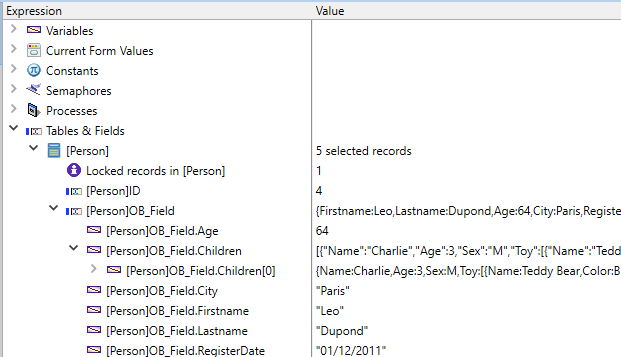 Expression Value
Variables
Current Form Values
Constants
Semaphores
Processes
Tables & Fields
[Person] 5 selected records
Locked records in [Person] 1
[Person]ID 4
[Person]OB_Field {Firstname:Leo,Lastname:Dupond,Age:64,City:Paris,Registe
[Person]OB_Field.Age 64
[Person]OB_Field.Children [{"Name":"Charlie","Age":3,"Sex":"M","Toy":[{"Name":"Tedd
[Person]OB_Field.Children[0] {Name:Charlie,Age:3,Sex:M,Toy:[{Name:Teddy Bear,Color:B
[Person]OB_Field.City "Paris"
[Person]OB_Field.Firstname "Leo"
[Person]OB_Field.Lastname "Dupond"
[Person]OB_Field.RegisterDate "01/12/2011"